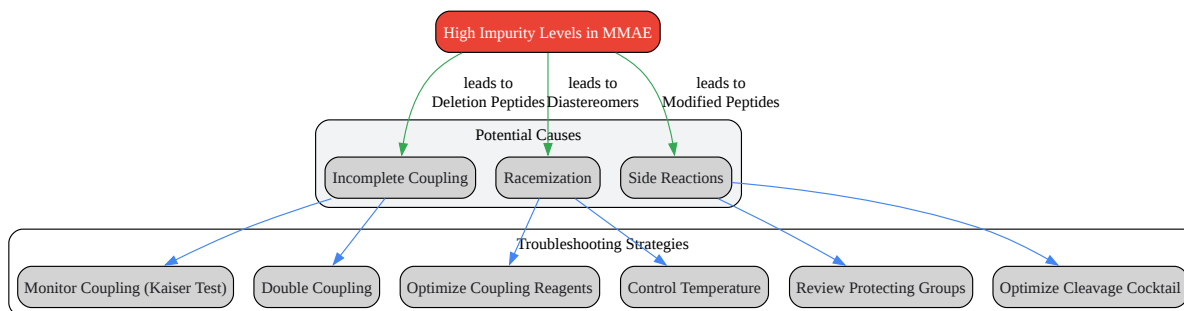 High Impurity Levels in MMAE
leads to
Deletion Peptides
leads to
Diastereomers
leads to
Modified Peptides
Potential Causes
Incomplete Coupling
Racemization
Side Reactions
Troubleshooting Strategies
Monitor Coupling (Kaiser Test)
Double Coupling
Optimize Coupling Reagents
Control Temperature
Review Protecting Groups
Optimize Cleavage Cocktail